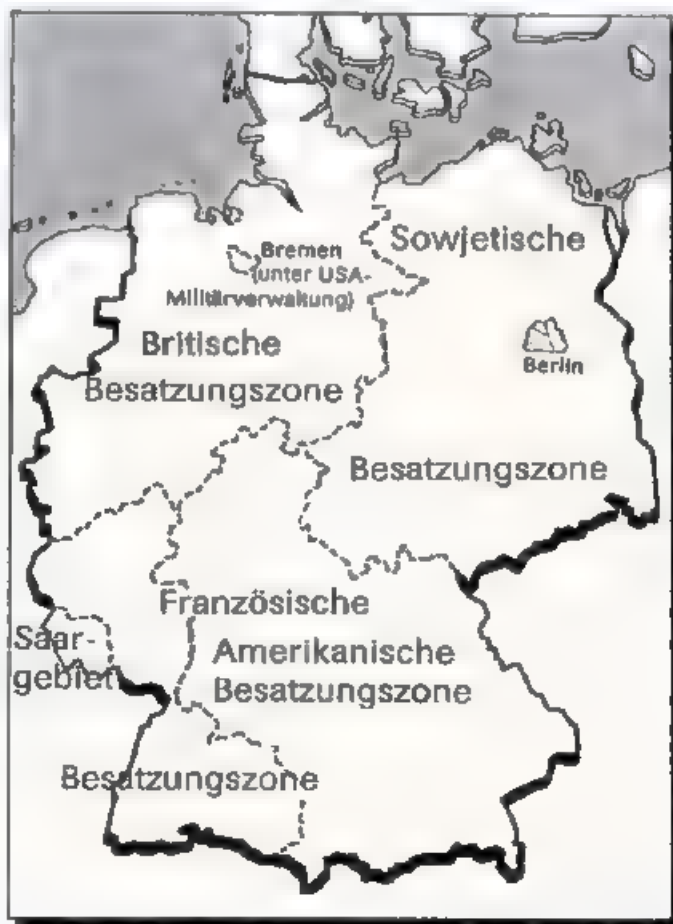 Sowjetische
Bremen
(unter USA-
Militärverwaltung)
Britische
Besatzungszone
Berlin
Besatzungszone
Französische
Saar-
gebiet
Amerikanische
Besatzungszone
Besatzungszone